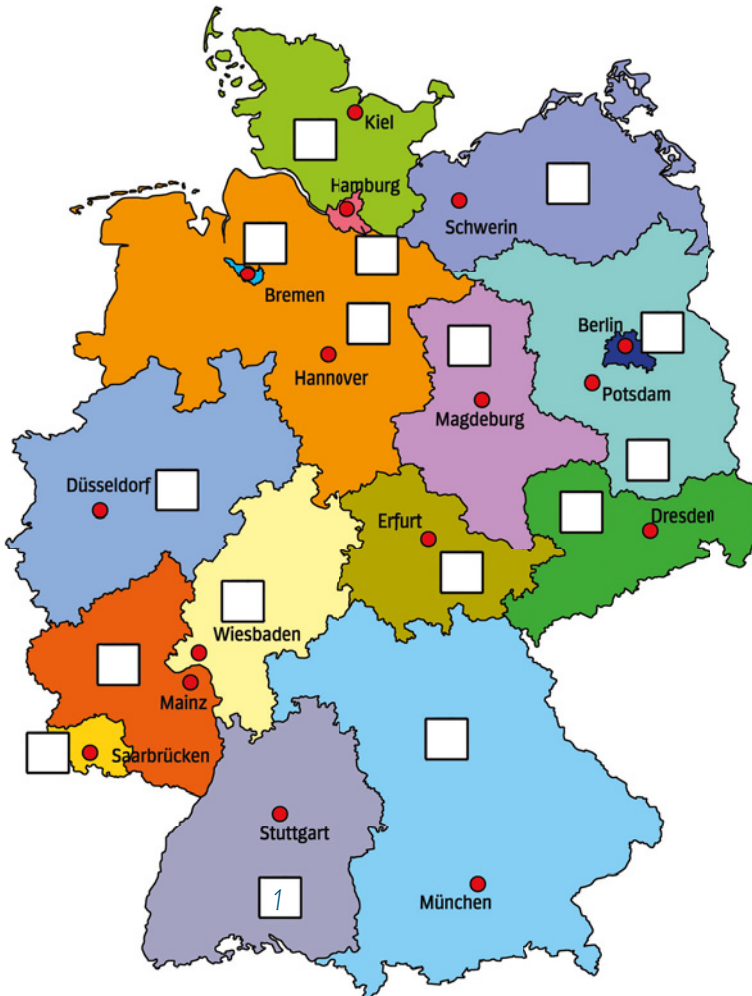 Kiel
Hamburg
Schwerin
Bremen
Berlin
Hannover
Potsdam
Magdeburg
Düsseldorf
Erfurt
Dresden
Wiesbaden
Mainz
Saarbrücken
Stuttgart
1
München